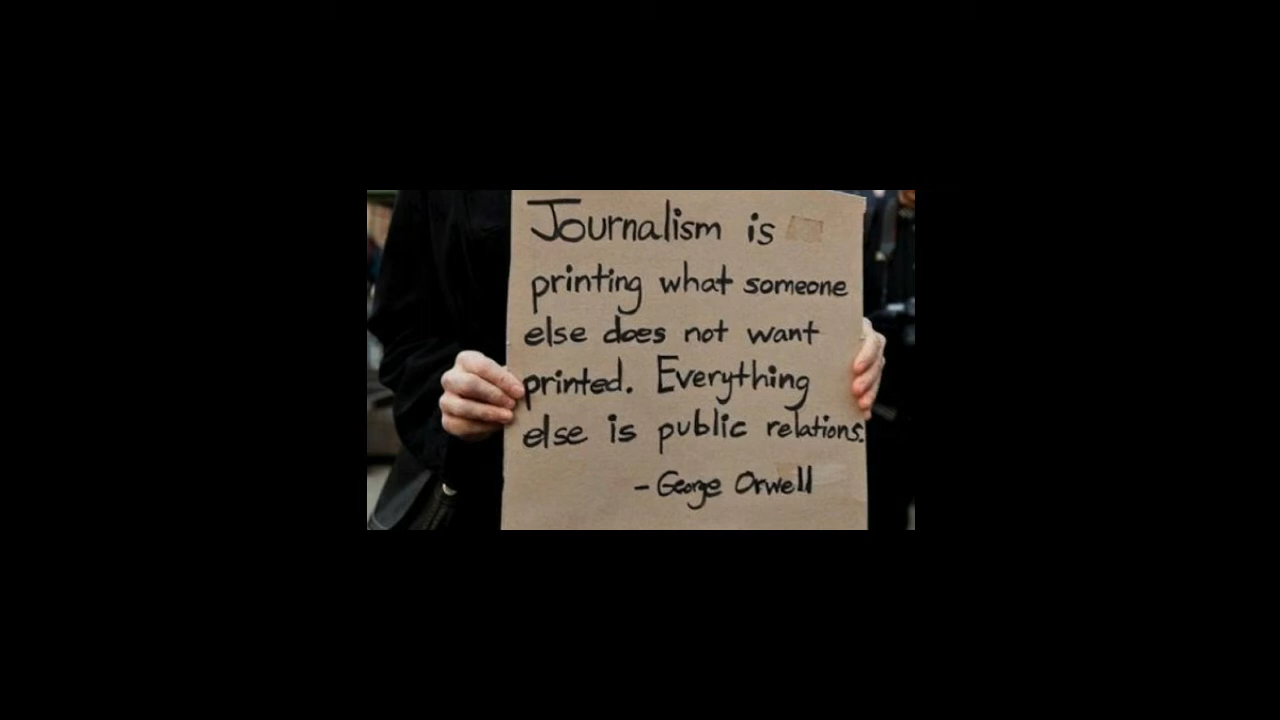 Journalism is
printing what someone
else does not want
printed. Everything
else is public relations.
- George Orwell